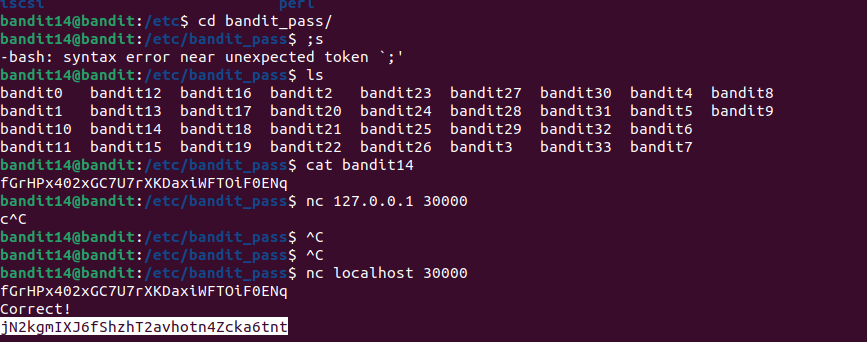 iscsi perl
bandit14@bandit:/etc$ cd bandit_pass/
bandit14@bandit:/etc/bandit_pass$ ;s
-bash: syntax error near unexpected token `;'
bandit14@bandit:/etc/bandit_pass$ ls
bandit0 bandit12 bandit16 bandit2 bandit23 bandit27 bandit30 bandit4 bandit8
bandit1 bandit13 bandit17 bandit20 bandit24 bandit28 bandit31 bandit5 bandit9
bandit10 bandit14 bandit18 bandit21 bandit25 bandit29 bandit32 bandit6
bandit11 bandit15 bandit19 bandit22 bandit26 bandit3 bandit33 bandit7
bandit14@bandit:/etc/bandit_pass$ cat bandit14
fGrHPx402xGC7U7rXKDaxiWFTOiF0ENq
bandit14@bandit:/etc/bandit_pass$ nc 127.0.0.1 30000
c^C
bandit14@bandit:/etc/bandit_pass$ ^C
bandit14@bandit:/etc/bandit_pass$ ^C
bandit14@bandit:/etc/bandit_pass$ nc localhost 30000
fGrHPx402xGC7U7rXKDaxiWFTOiF0ENq
Correct!
jN2kgmIXJ6fShzhT2avhotn4Zcka6tnt